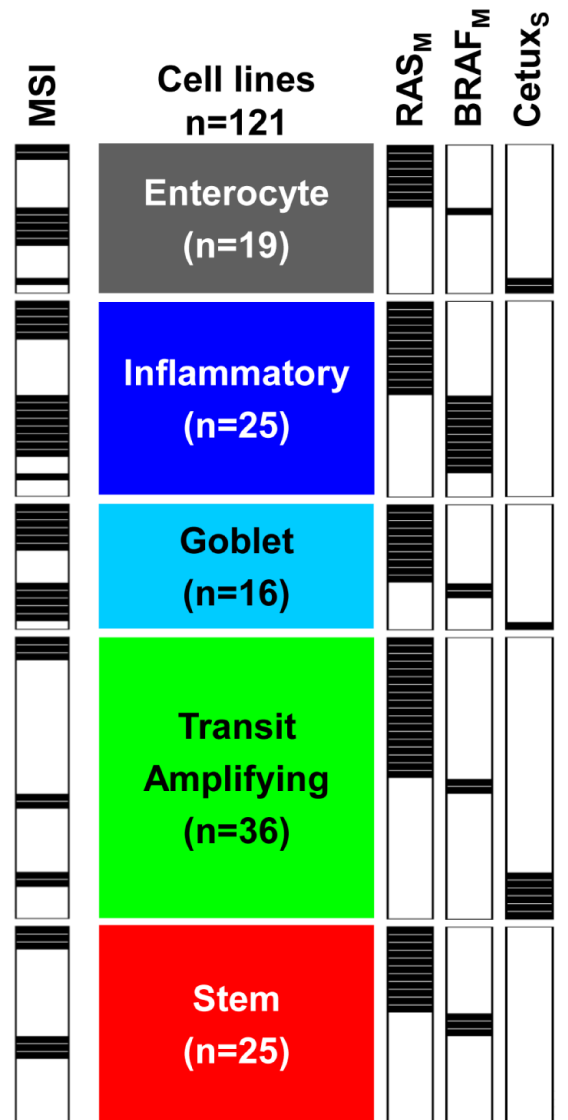 MSI
Cell lines
n=121
RAS_M
BRAF_M
Cetux_S
Enterocyte
(n=19)
Inflammatory
(n=25)
Goblet
(n=16)
Transit
Amplifying
(n=36)
Stem
(n=25)